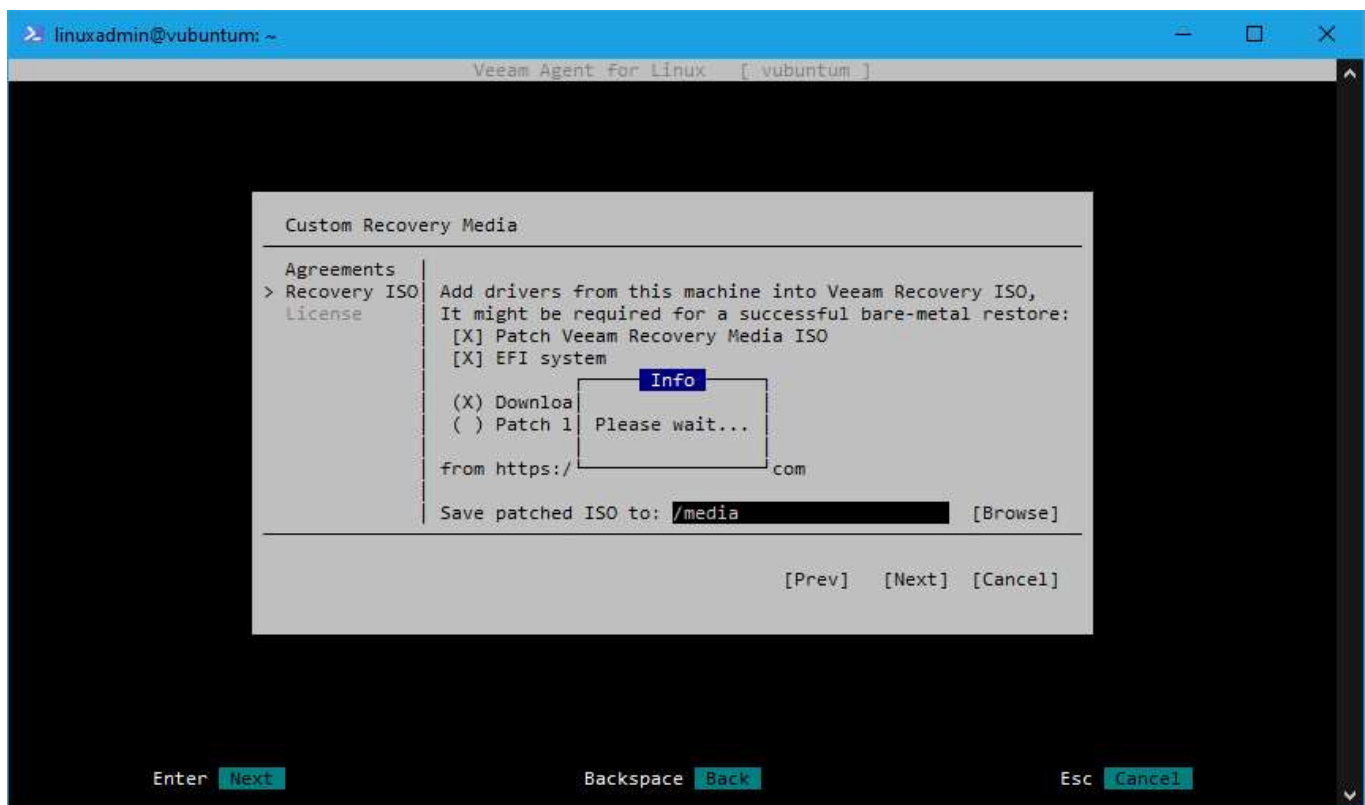 linuxadmin@vubuntum: ~
Veeam Agent for Linux [ vubuntum ]
Custom Recovery Media
Agreements
> Recovery ISO
License
Add drivers from this machine into Veeam Recovery ISO,
It might be required for a successful bare-metal restore:
[X] Patch Veeam Recovery Media ISO
[X] EFI system
Info
(X) Downloa
( ) Patch l
Please wait...
from https:/
com
Save patched ISO to: /media [Browse]
[Prev] [Next] [Cancel]
Enter Next Backspace Back Esc Cancel